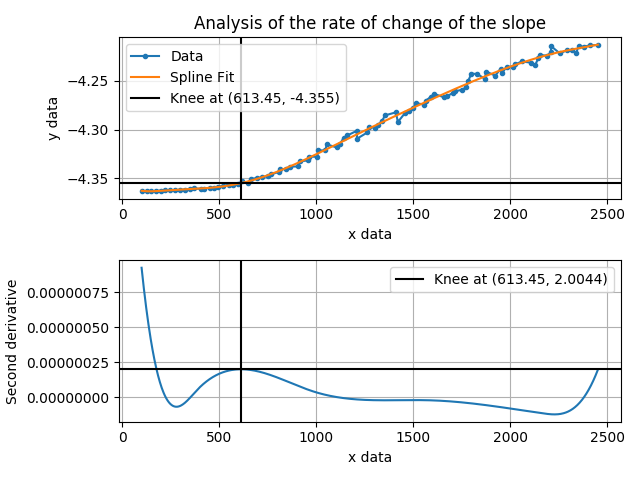 Analysis of the rate of change of the slope
Data
Spline Fit
Knee at (613.45, -4.355)
y data
−4.25
−4.30
−4.35
0 500 1000 1500 2000 2500
x data
Knee at (613.45, 2.0044)
Second derivative
0.00000075
0.00000050
0.00000025
0.00000000
0 500 1000 1500 2000 2500
x data